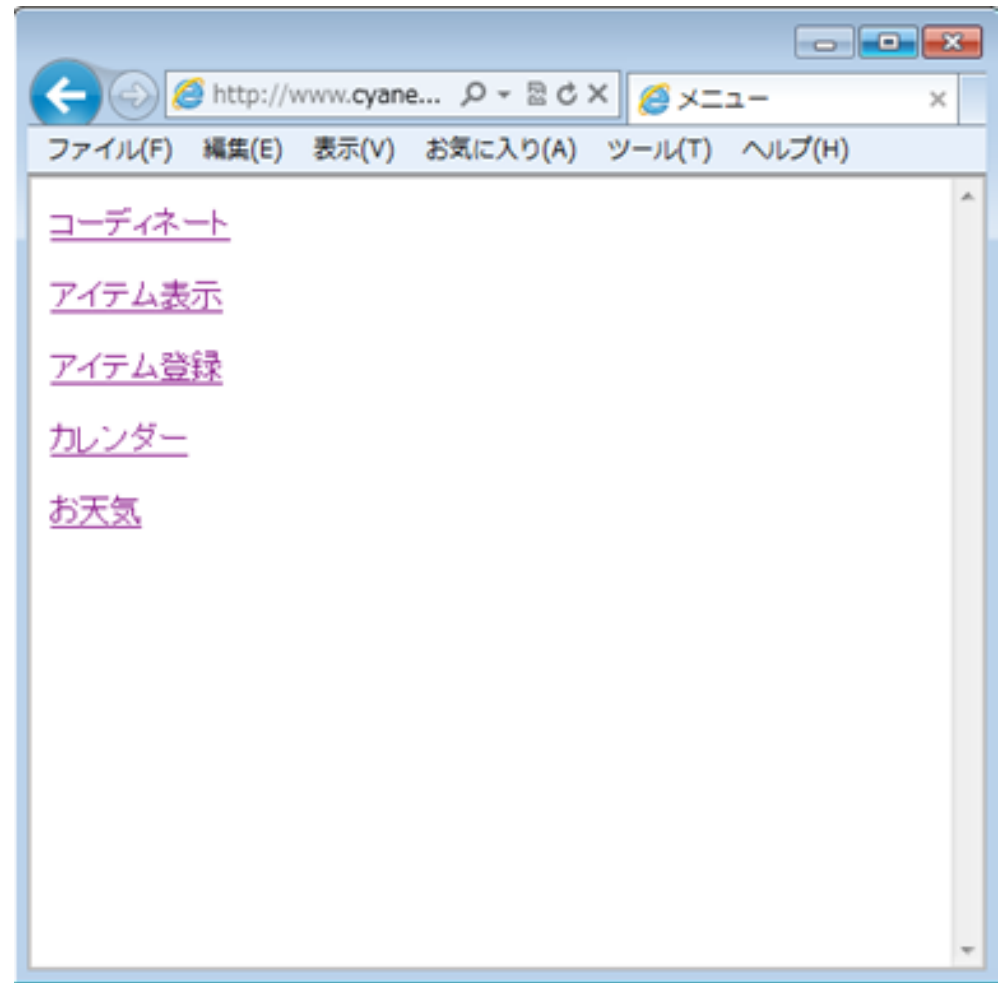 http://www.cyane... メニュー
ファイル(F) 編集(E) 表示(V) お気に入り(A) ツール(T) ヘルプ(H)
コーディネート
アイテム表示
アイテム登録
カレンダー
お天気